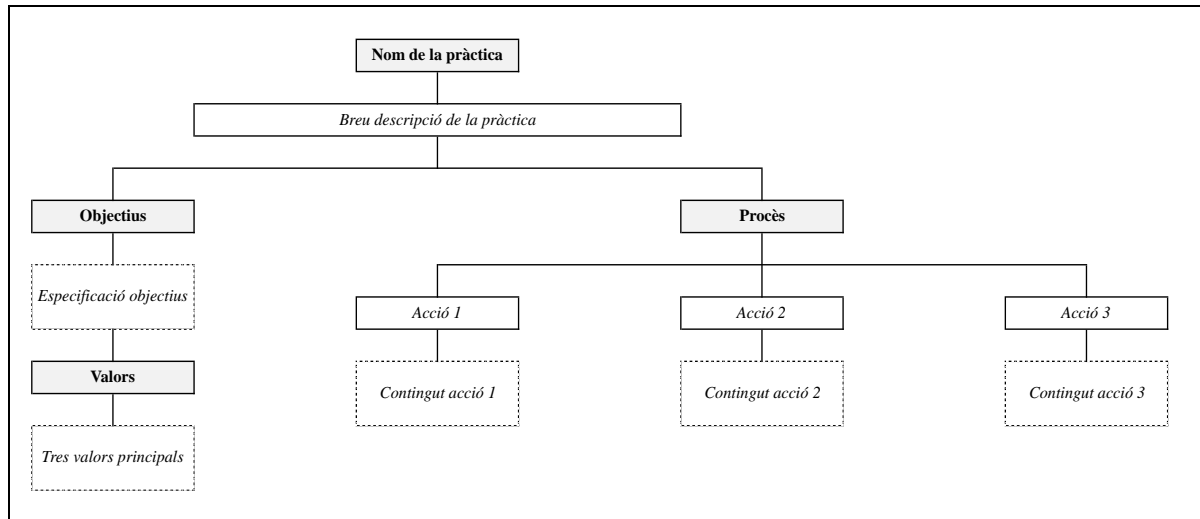 Nom de la pràctica
Breu descripció de la pràctica
Objectius
Procès
Especificació objectius
Acció 1
Acció 2
Acció 3
Valors
Contingut acció 1
Contingut acció 2
Contingut acció 3
Tres valors principals